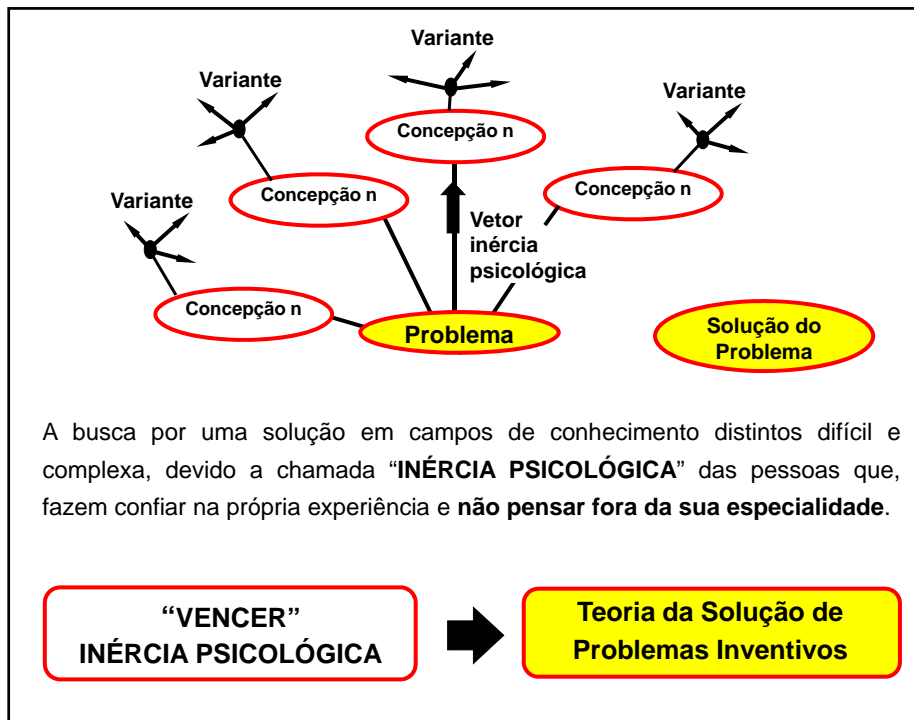 Variante
Variante
Variante
Variante
Concepção n
Concepção n
Concepção n
Concepção n
Vetor
inércia
psicológica
Problema
Solução do
Problema
A busca por uma solução em campos de conhecimento distintos difícil e
complexa, devido a chamada “INÉRCIA PSICOLÓGICA” das pessoas que,
fazem confiar na própria experiência e não pensar fora da sua especialidade.
“VENCER”
INÉRCIA PSICOLÓGICA
Teoria da Solução de
Problemas Inventivos